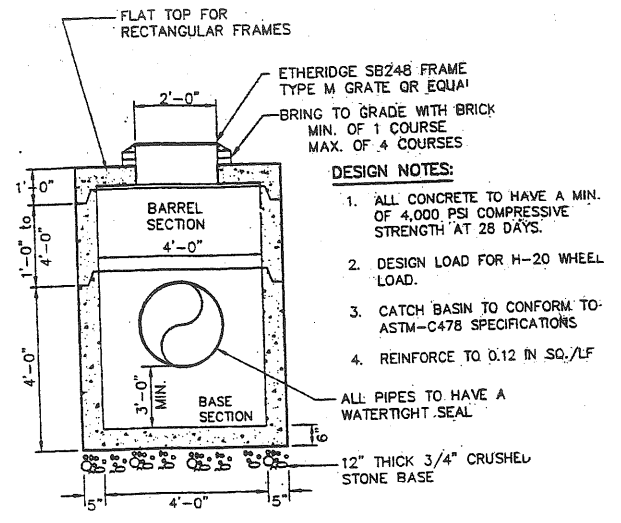 FLAT TOP FOR
RECTANGULAR FRAMES
ETHERIDGE SB248 FRAME
TYPE M GRATE OR EQUAL
2'-0"
BRING TO GRADE WITH BRICK
MIN. OF 1 COURSE
MAX. OF 4 COURSES
DESIGN NOTES:
1. ALL CONCRETE TO HAVE A MIN.
OF 4,000 PSI COMPRESSIVE
STRENGTH AT 28 DAYS.
2. DESIGN LOAD FOR H-20 WHEEL
LOAD.
3. CATCH BASIN TO CONFORM TO
ASTM-C478 SPECIFICATIONS
4. REINFORCE TO 0.12 IN SQ./LF
1'-0"
BARREL
SECTION
1'-0" to
4'-0"
4'-0"
4'-0"
3'-0"
MIN.
BASE
SECTION
ALL PIPES TO HAVE A
WATERTIGHT SEAL
6"
12" THICK 3/4" CRUSHED
STONE BASE
5"
4'-0"
5"